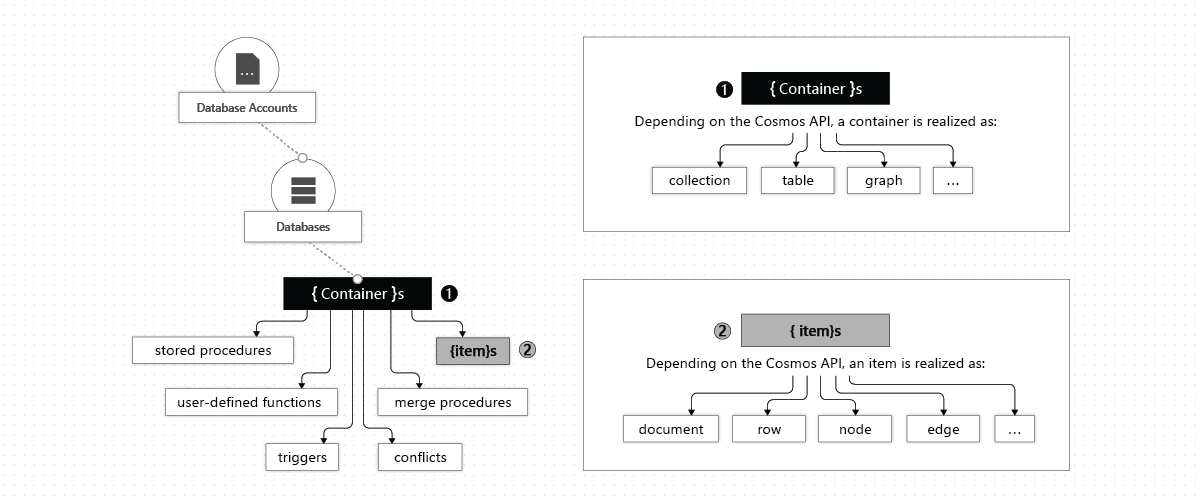 Database Accounts
Databases
{ Container }s
1
stored procedures
{item}s
2
user-defined functions
merge procedures
triggers
conflicts
1
{ Container }s
Depending on the Cosmos API, a container is realized as:
collection
table
graph
...
2
{ item}s
Depending on the Cosmos API, an item is realized as:
document
row
node
edge
...